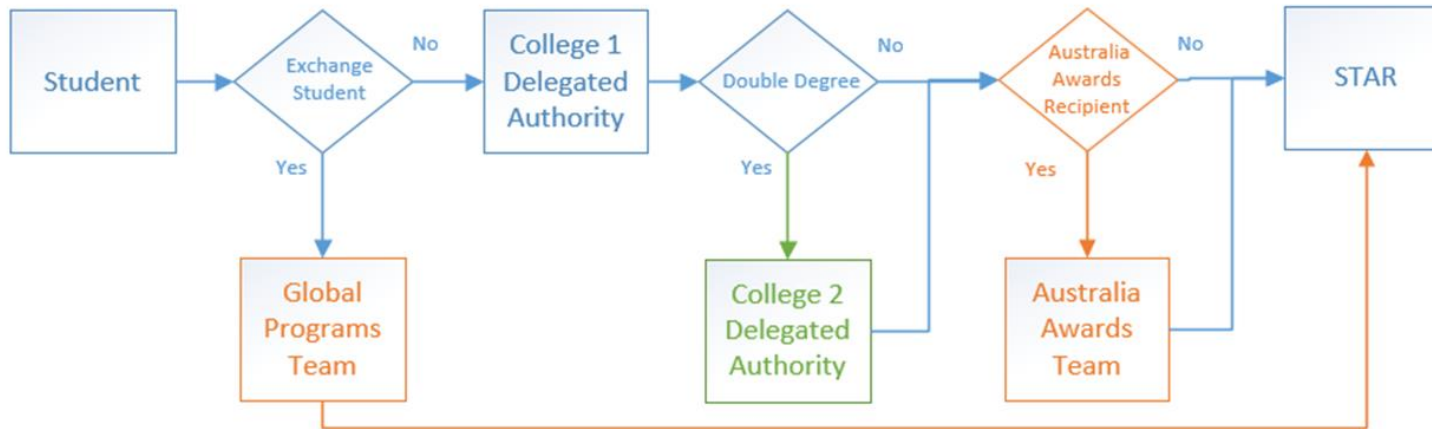 Student
Exchange
Student
No
Yes
College 1
Delegated
Authority
Double Degree
No
Yes
Australia
Awards
Recipient
No
Yes
STAR
Global
Programs
Team
College 2
Delegated
Authority
Australia
Awards
Team